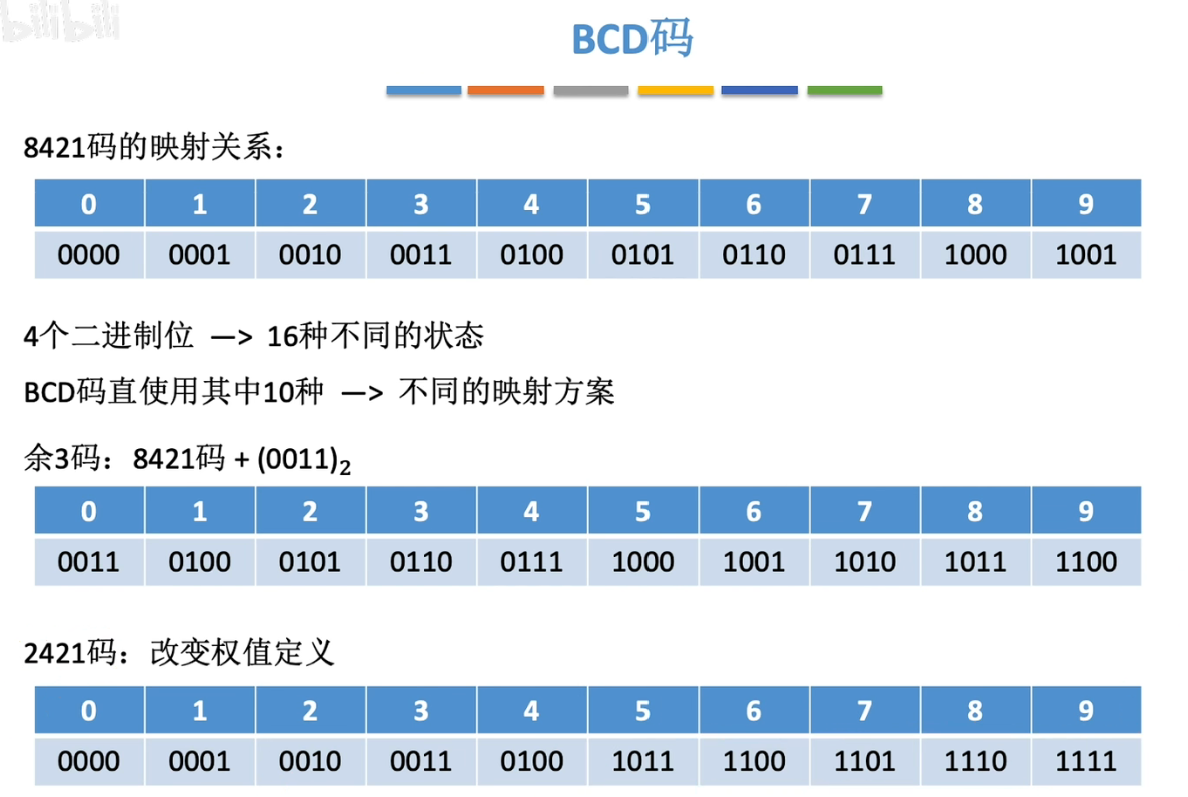 bilibili
BCD码
8421码的映射关系：
0 1 2 3 4 5 6 7 8 9
0000 0001 0010 0011 0100 0101 0110 0111 1000 1001
4个二进制位 —> 16种不同的状态
BCD码直使用其中10种 —> 不同的映射方案
余3码：8421码 + (0011)₂
0 1 2 3 4 5 6 7 8 9
0011 0100 0101 0110 0111 1000 1001 1010 1011 1100
2421码：改变权值定义
0 1 2 3 4 5 6 7 8 9
0000 0001 0010 0011 0100 1011 1100 1101 1110 1111